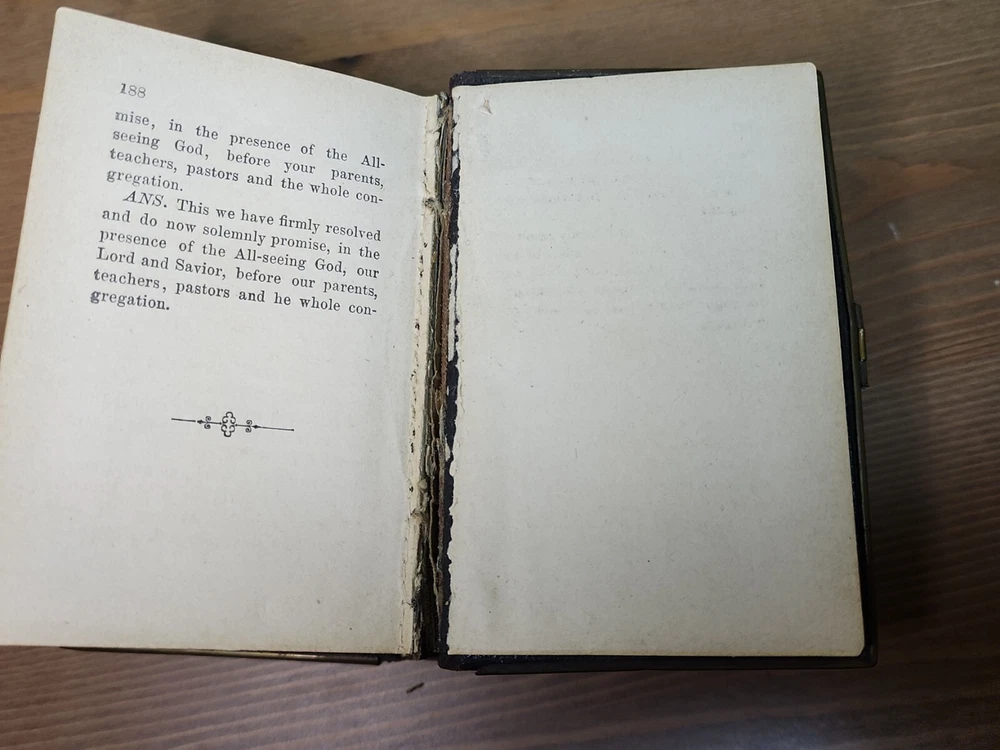 188
mise, in the presence of the All-
seeing God, before your parents,
teachers, pastors and the whole con-
gregation.
ANS. This we have firmly resolved
and do now solemnly promise, in the
presence of the All-seeing God, our
Lord and Savior, before our parents,
teachers, pastors and he whole con-
gregation.